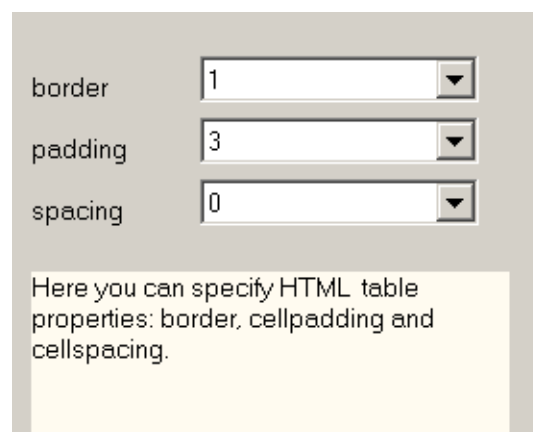 border 1
padding 3
spacing 0
Here you can specify HTML table
properties: border, cellpadding and
cellspacing.